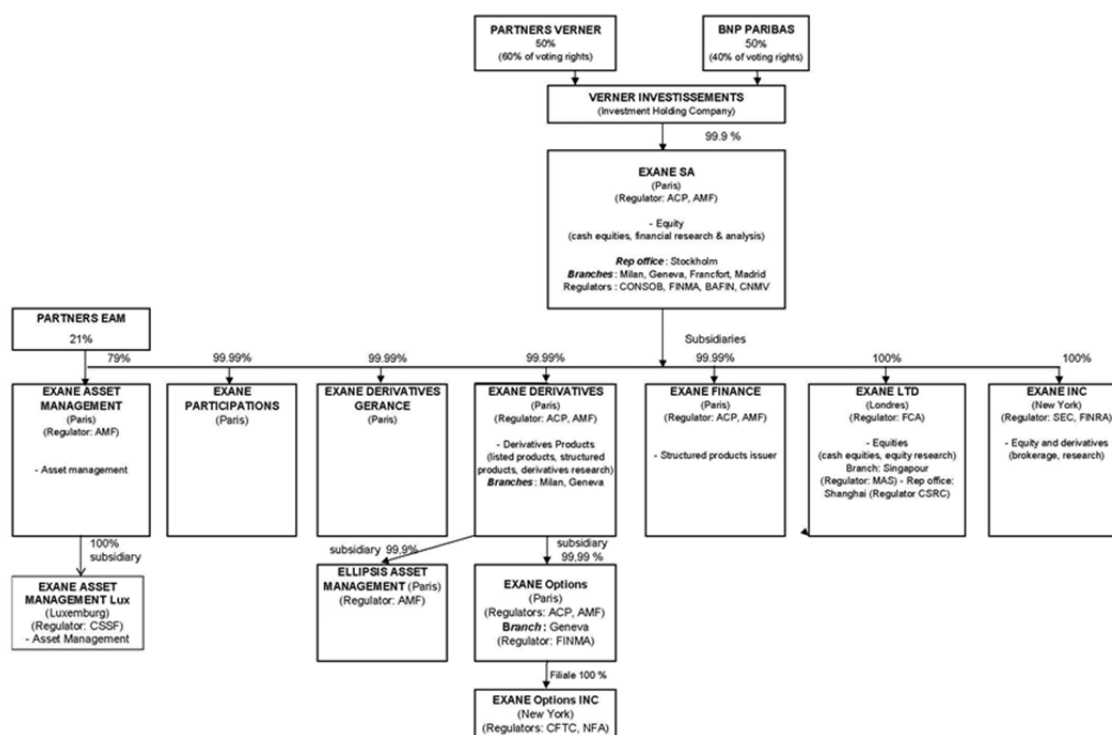 PARTNERS VERNER
50%
(60% of voting rights)
BNP PARIBAS
50%
(40% of voting rights)
VERNER INVESTISSEMENTS
(Investment Holding Company)
99.9 %
EXANE SA
(Paris)
(Regulator: ACP, AMF)
- Equity
(cash equities, financial research & analysis)
Rep office : Stockholm
Branches : Milan, Geneva, Francfort, Madrid
Regulators : CONSOB, FINMA, BAFIN, CNMV
PARTNERS EAM
21%
Subsidiaries
79%
99.99%
99.99%
99.99%
99.99%
100%
100%
EXANE ASSET
MANAGEMENT
(Paris)
(Regulator: AMF)
- Asset management
EXANE
PARTICIPATIONS
(Paris)
EXANE DERIVATIVES
GERANCE
(Paris)
EXANE DERIVATIVES
(Paris)
(Regulator: ACP, AMF)
- Derivatives Products
(listed products, structured
products, derivatives research)
Branches : Milan, Geneva
EXANE FINANCE
(Paris)
(Regulator: ACP, AMF)
- Structured products issuer
EXANE LTD
(Londres)
(Regulator: FCA)
- Equities
(cash equities, equity research)
Branch: Singapour
(Regulator: MAS) - Rep office:
Shanghai (Regulator CSRC)
EXANE INC
(New York)
(Regulator: SEC, FINRA)
- Equity and derivatives
(brokerage, research)
100%
subsidiary
subsidiary 99,9%
subsidiary
99,99 %
EXANE ASSET
MANAGEMENT Lux
(Luxemburg)
(Regulator: CSSF)
- Asset Management
ELLIPSIS ASSET
MANAGEMENT (Paris)
(Regulator: AMF)
EXANE Options
(Paris)
(Regulators: ACP, AMF)
Branch : Geneva
(Regulator: FINMA)
Filiale 100 %
EXANE Options INC
(New York)
(Regulators: CFTC, NFA)